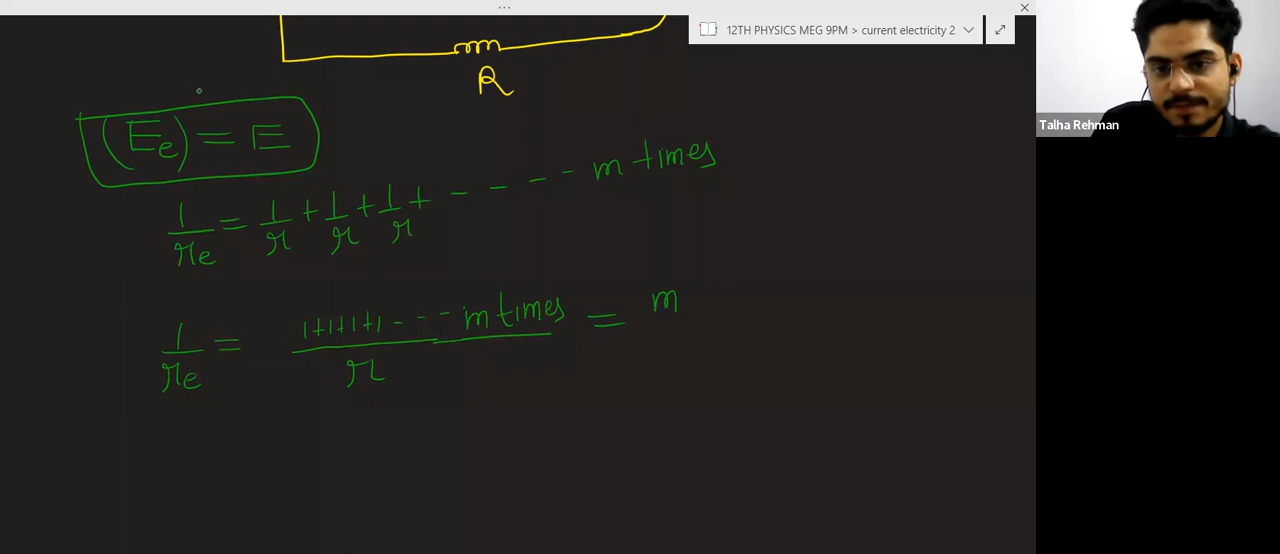 12TH PHYSICS MEG 9PM > current electricity 2
R
Talha Rehman
(Ee) = E
1/re = 1/r + 1/r + 1/r + - - - - m times
1/re = 1+1+1+1 - - - m times / r = m